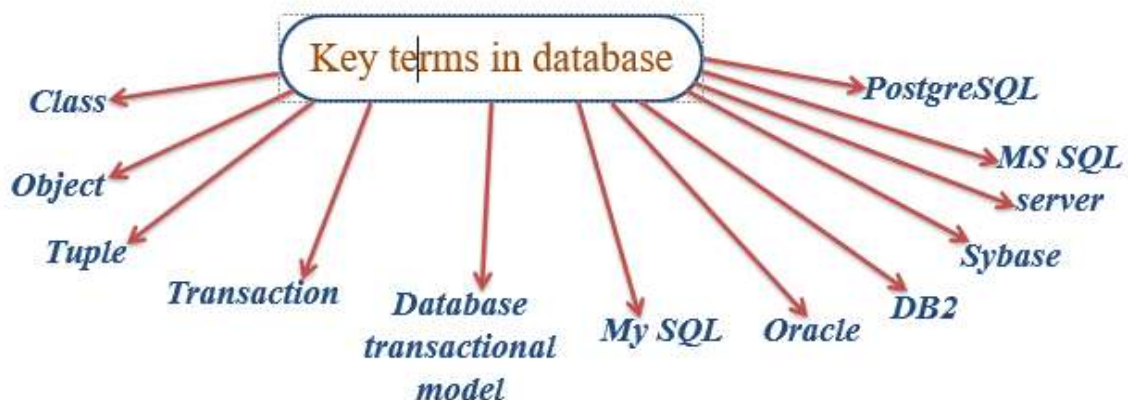 Key terms in database
Class
Object
Tuple
Transaction
Database
transactional
model
My SQL
Oracle
DB2
Sybase
MS SQL
server
PostgreSQL